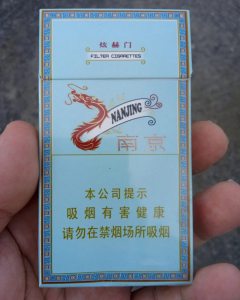 炫赫门
FILTER CIGARETTES
NANJING
南京
本公司提示
吸烟有害健康
请勿在禁烟场所吸烟